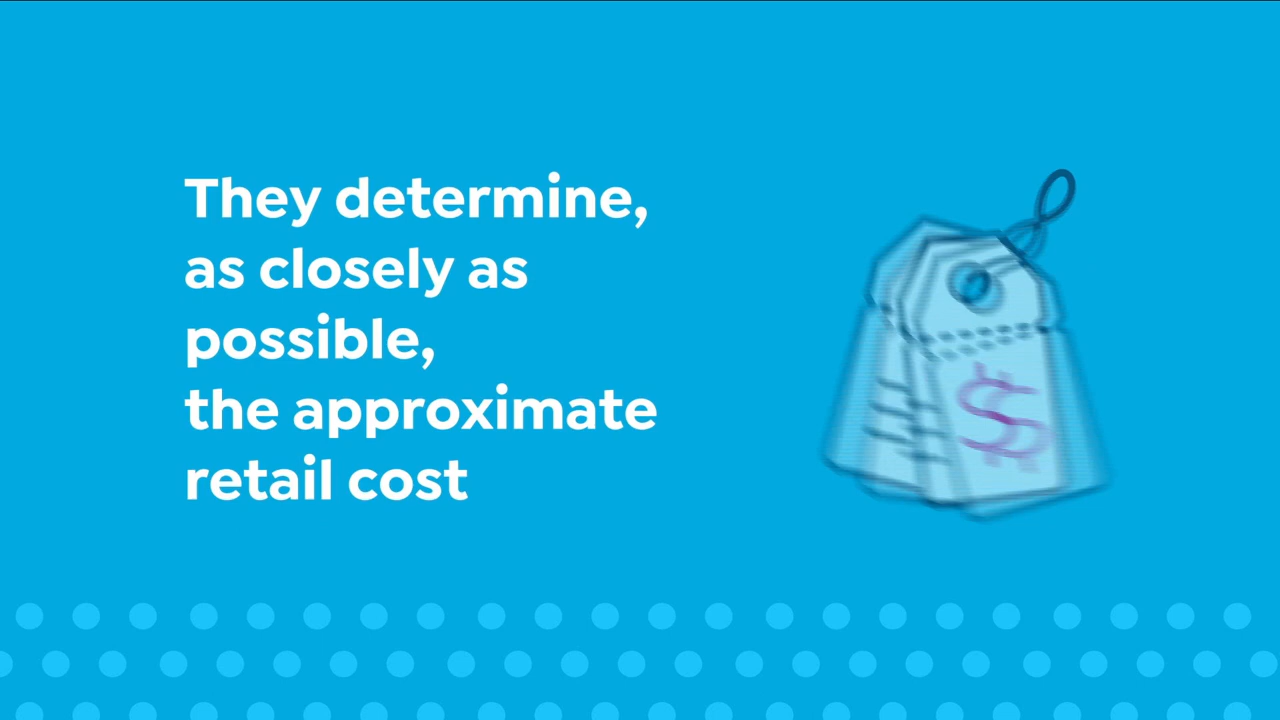 They determine,
as closely as
possible,
the approximate
retail cost
$